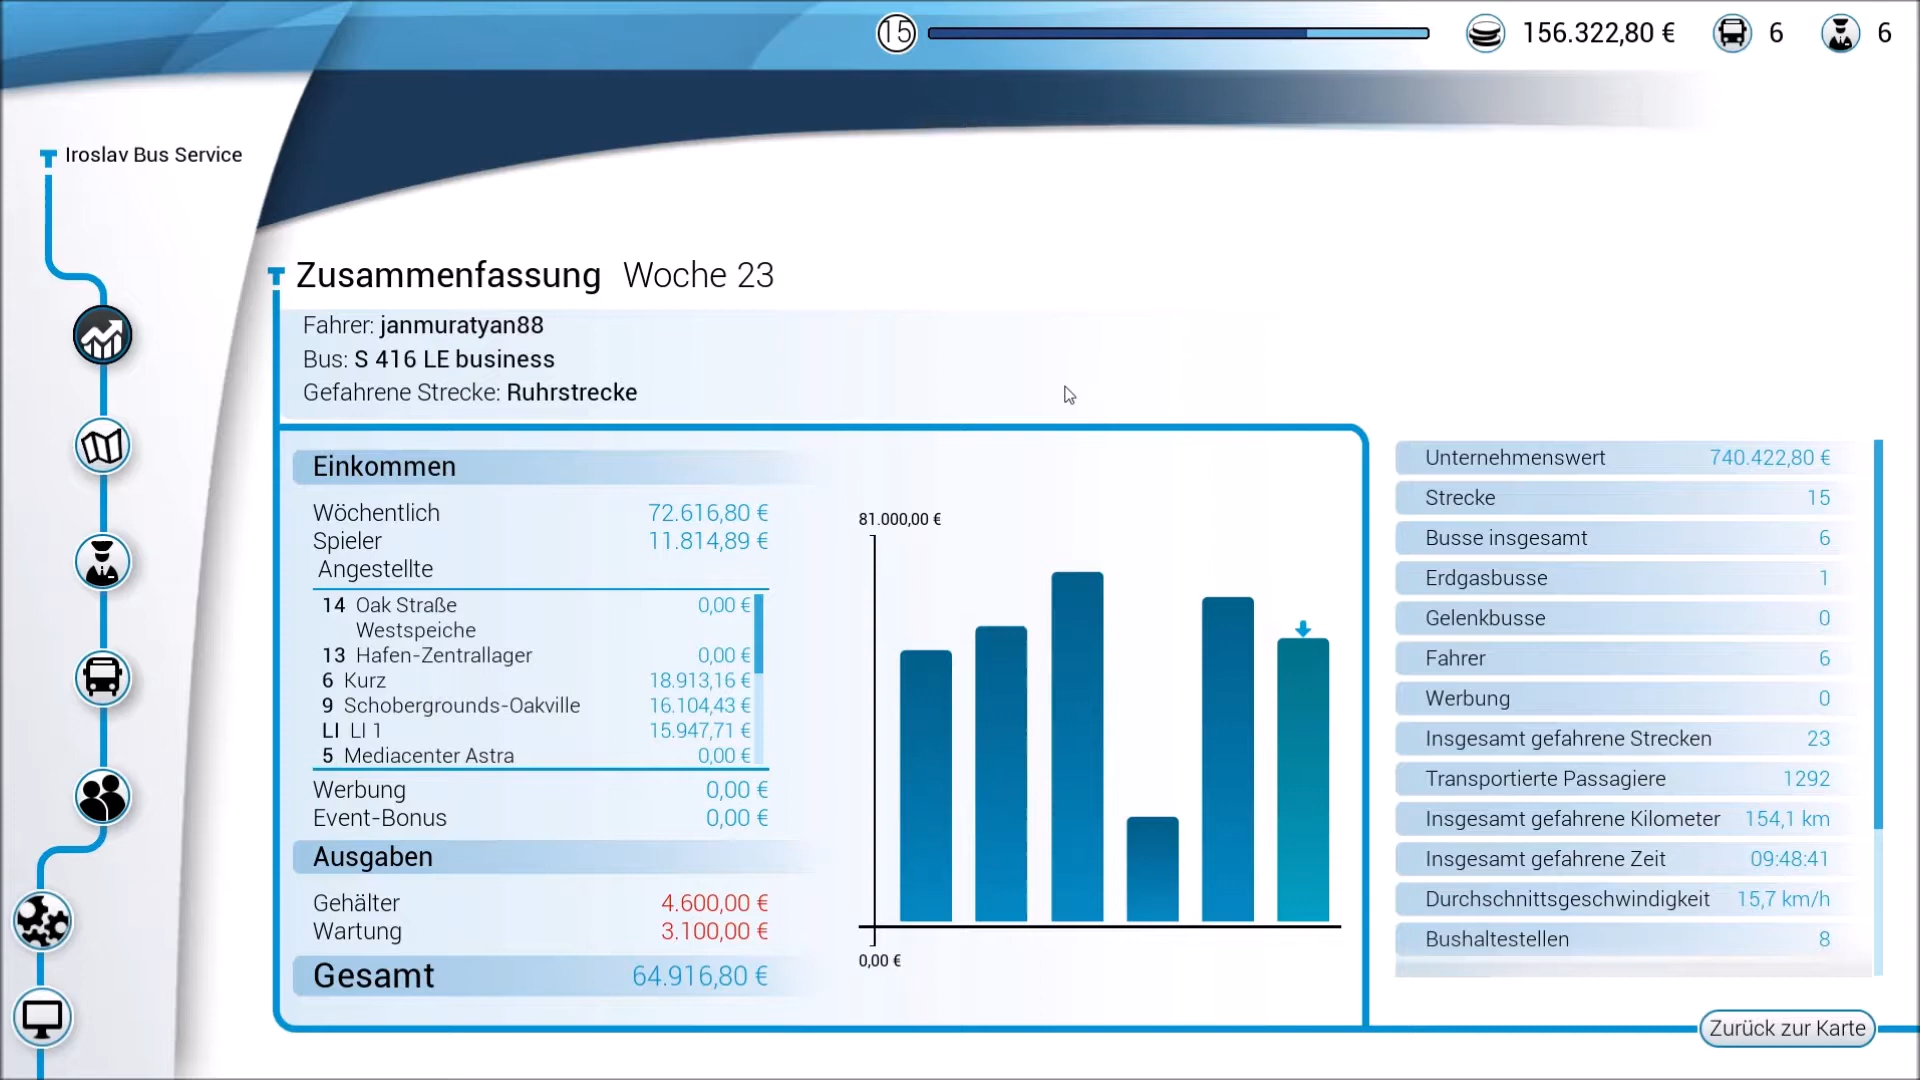 15
156.322,80 €
6
6
Iroslav Bus Service
Zusammenfassung Woche 23
Fahrer: janmuratyan88
Bus: S 416 LE business
Gefahrene Strecke: Ruhrstrecke
Einkommen
Wöchentlich 72.616,80 €
Spieler 11.814,89 €
Angestellte
14 Oak Straße 0,00 €
Westspeiche
13 Hafen-Zentrallager 0,00 €
6 Kurz 18.913,16 €
9 Schobergrounds-Oakville 16.104,43 €
LI LI 1 15.947,71 €
5 Mediacenter Astra 0,00 €
Werbung 0,00 €
Event-Bonus 0,00 €
Ausgaben
Gehälter 4.600,00 €
Wartung 3.100,00 €
Gesamt 64.916,80 €
81.000,00 €
0,00 €
Unternehmenswert 740.422,80 €
Strecke 15
Busse insgesamt 6
Erdgasbusse 1
Gelenkbusse 0
Fahrer 6
Werbung 0
Insgesamt gefahrene Strecken 23
Transportierte Passagiere 1292
Insgesamt gefahrene Kilometer 154,1 km
Insgesamt gefahrene Zeit 09:48:41
Durchschnittsgeschwindigkeit 15,7 km/h
Bushaltestellen 8
Zurück zur Karte